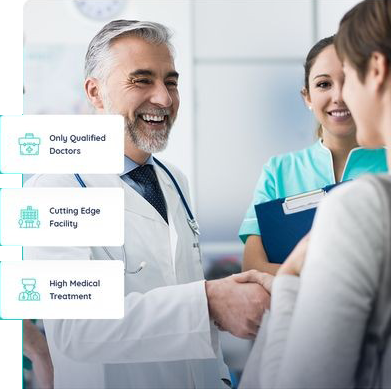 Only Qualified
Doctors
Cutting Edge
Facility
High Medical
Treatment